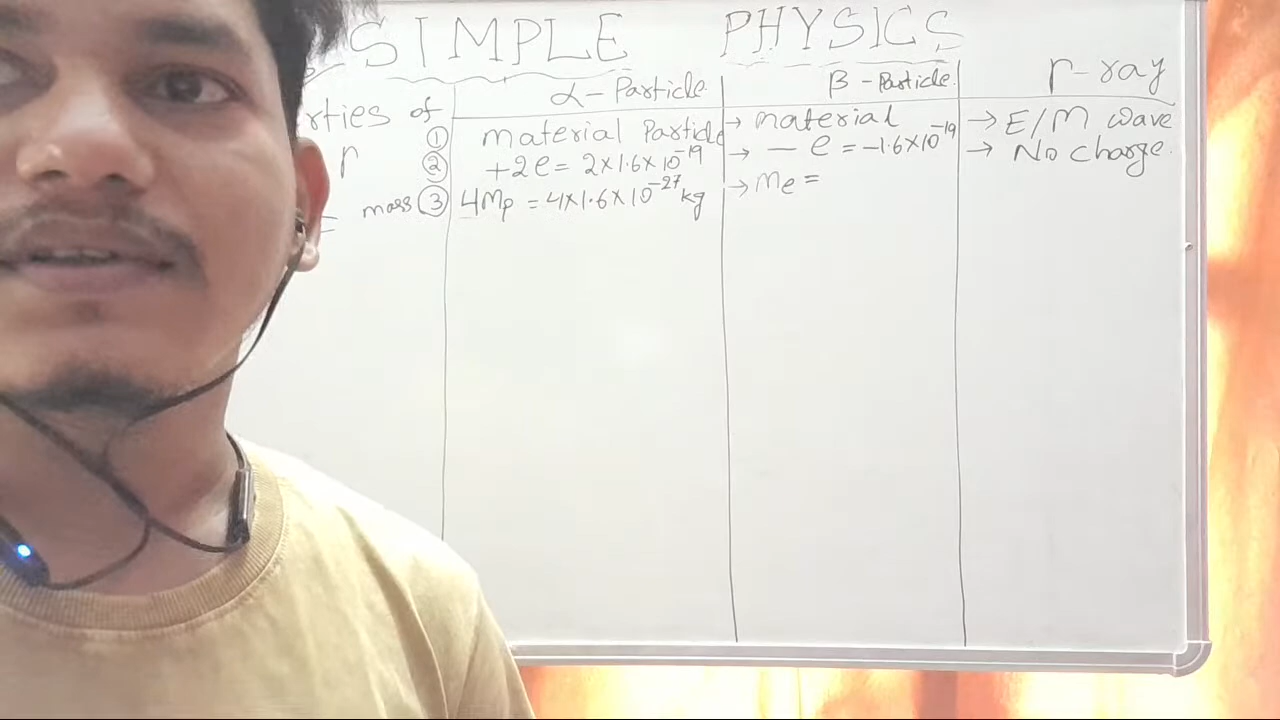 SIMPLE PHYSICS
rties of α-Particle β-Particle r-ray
r
① material Particle → material → E/M wave
② +2e = 2×1.6×10⁻¹⁹ → - e = -1.6×10⁻¹⁹ → No charge.
= mass ③ 4Mp = 4×1.6×10⁻²⁷ kg → Me =